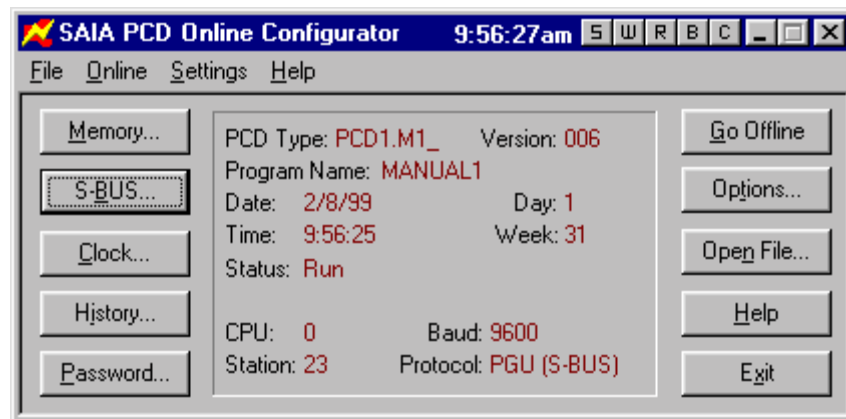 SAIA PCD Online Configurator 9:56:27am S W R B C
File Online Settings Help
Memory...
S-BUS...
Clock...
History...
Password...
PCD Type: PCD1.M1_ Version: 006
Program Name: MANUAL1
Date: 2/8/99 Day: 1
Time: 9:56:25 Week: 31
Status: Run
CPU: 0 Baud: 9600
Station: 23 Protocol: PGU (S-BUS)
Go Offline
Options...
Open File...
Help
Exit